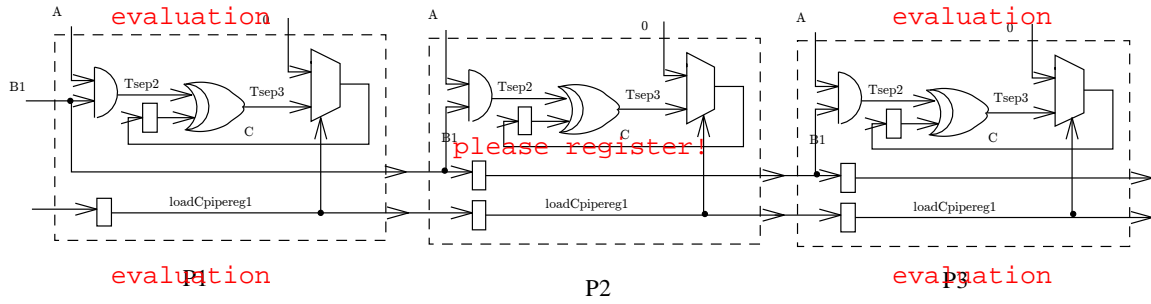 evaluation
evaluation
A
0
A
0
A
0
B1
Tsep2
Tsep3
C
Tsep2
Tsep3
C
Tsep2
Tsep3
C
B1
B1
please register!
loadCpipereg1
loadCpipereg1
loadCpipereg1
evaluation
evaluation
P1
P2
P3